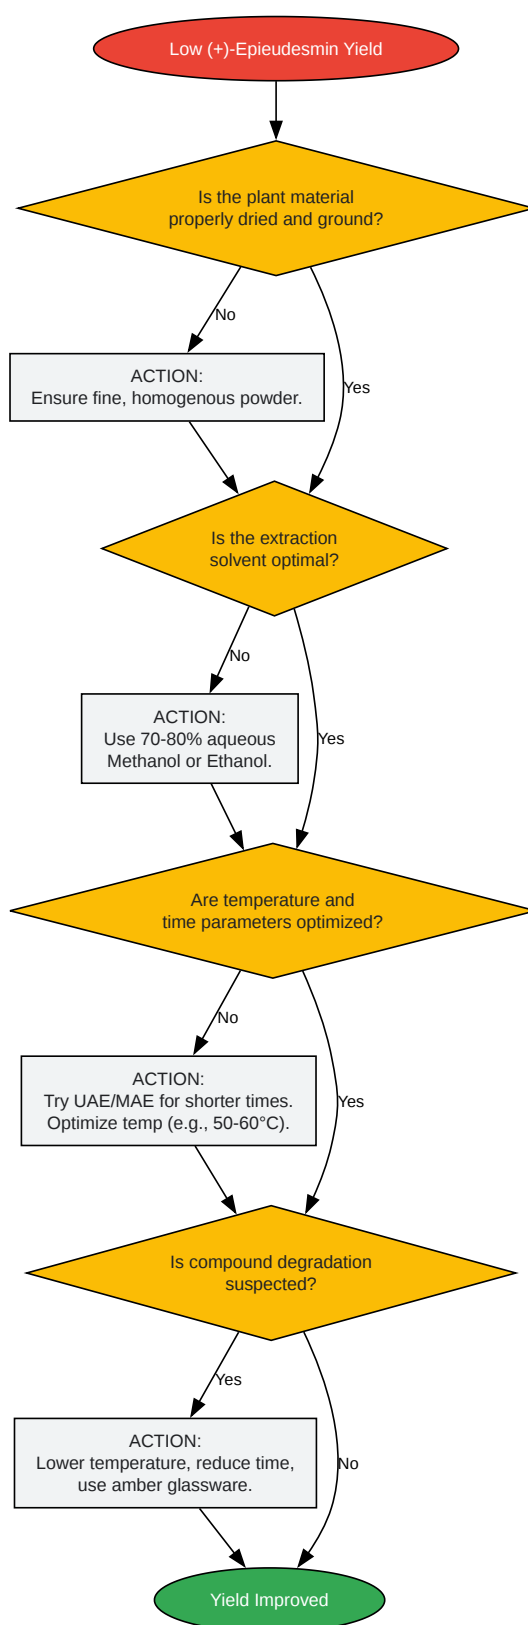 Low (+)-Epieudesmin Yield
Is the plant material
properly dried and ground?
No
Yes
ACTION:
Ensure fine, homogenous powder.
Is the extraction
solvent optimal?
No
Yes
ACTION:
Use 70-80% aqueous
Methanol or Ethanol.
Are temperature and
time parameters optimized?
No
Yes
ACTION:
Try UAE/MAE for shorter times.
Optimize temp (e.g., 50-60°C).
Is compound degradation
suspected?
Yes
No
ACTION:
Lower temperature, reduce time,
use amber glassware.
Yield Improved